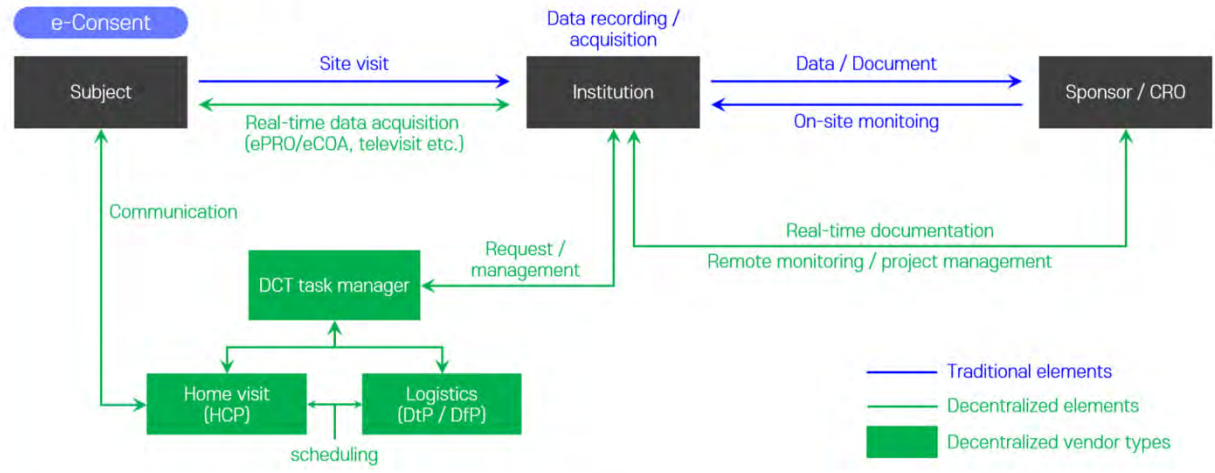 e-Consent
Data recording /
acquisition
Subject
Site visit
Institution
Data / Document
Sponsor / CRO
Real-time data acquisition
(ePRO/eCOA, televisit etc.)
On-site monitoing
Communication
Request /
management
Real-time documentation
Remote monitoring / project management
DCT task manager
Home visit
(HCP)
Logistics
(DtP / DfP)
scheduling
Traditional elements
Decentralized elements
Decentralized vendor types